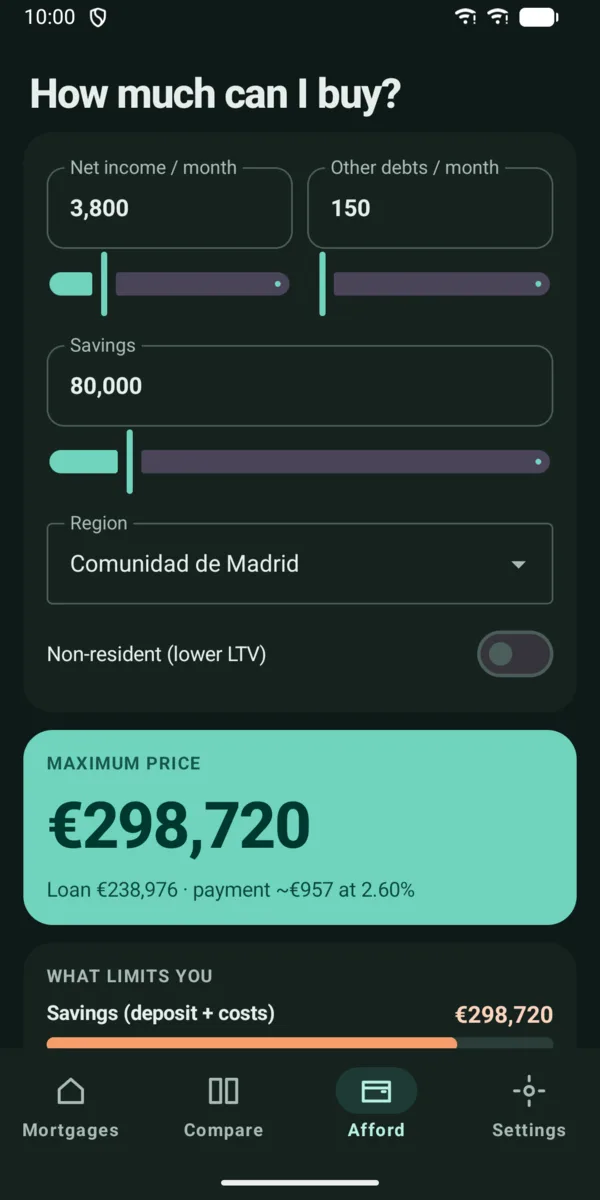 10:00
How much can I buy?
Net income / month
3,800
Other debts / month
150
Savings
80,000
Region
Comunidad de Madrid
Non-resident (lower LTV)
MAXIMUM PRICE
€298,720
Loan €238,976 · payment ~€957 at 2.60%
WHAT LIMITS YOU
Savings (deposit + costs) €298,720
Mortgages Compare Afford Settings